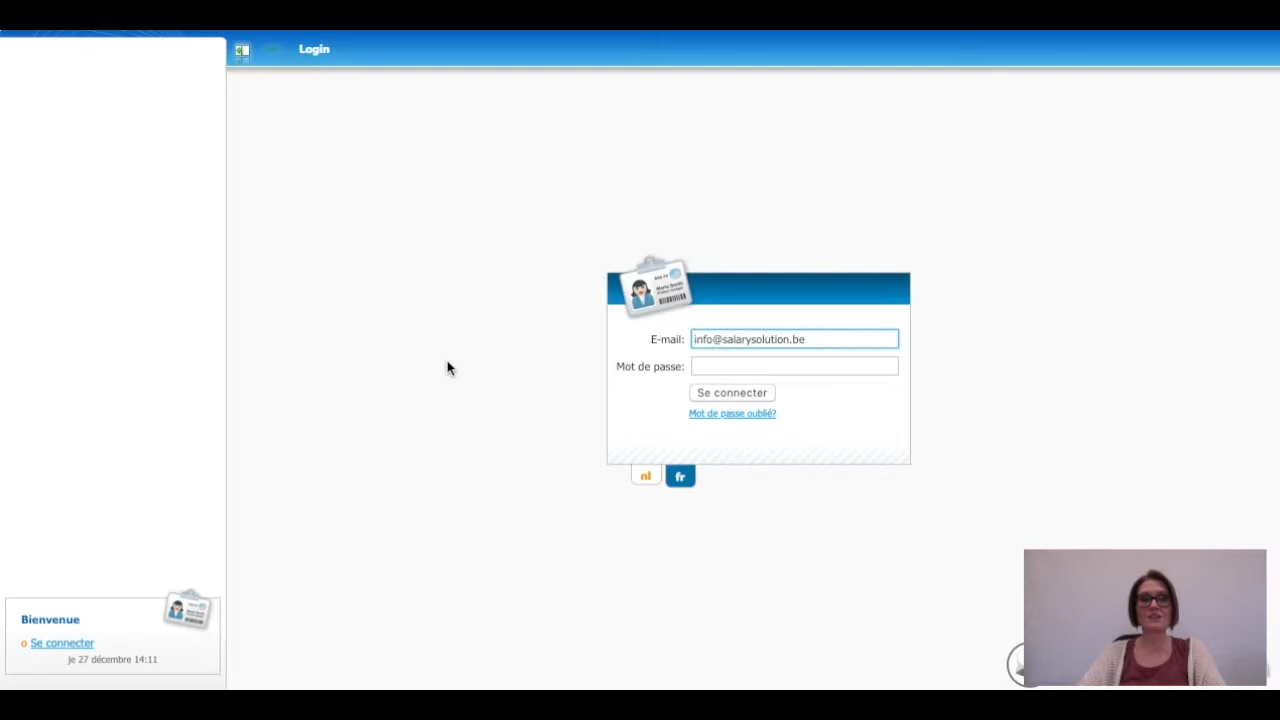 Login
E-mail: info@salarysolution.be
Mot de passe:
Se connecter
Mot de passe oublié?
nl fr
Bienvenue
o Se connecter
je 27 décembre 14:11